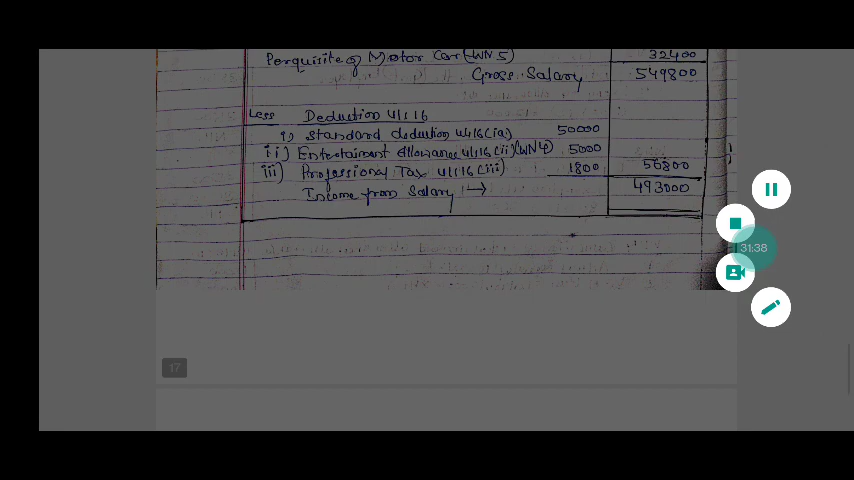 Perquisite of Motor Car (WN 5) 32400
Gross Salary 549800
Less Deduction u/s 16
i) Standard deduction u/s 16 (ia) 50000
ii) Entertaiment Allowance u/s 16 (ii) (WN 4) 5000
iii) Professional Tax u/s 16 (iii) 1800 56800
Income from Salary :→ 493000
31:38
17